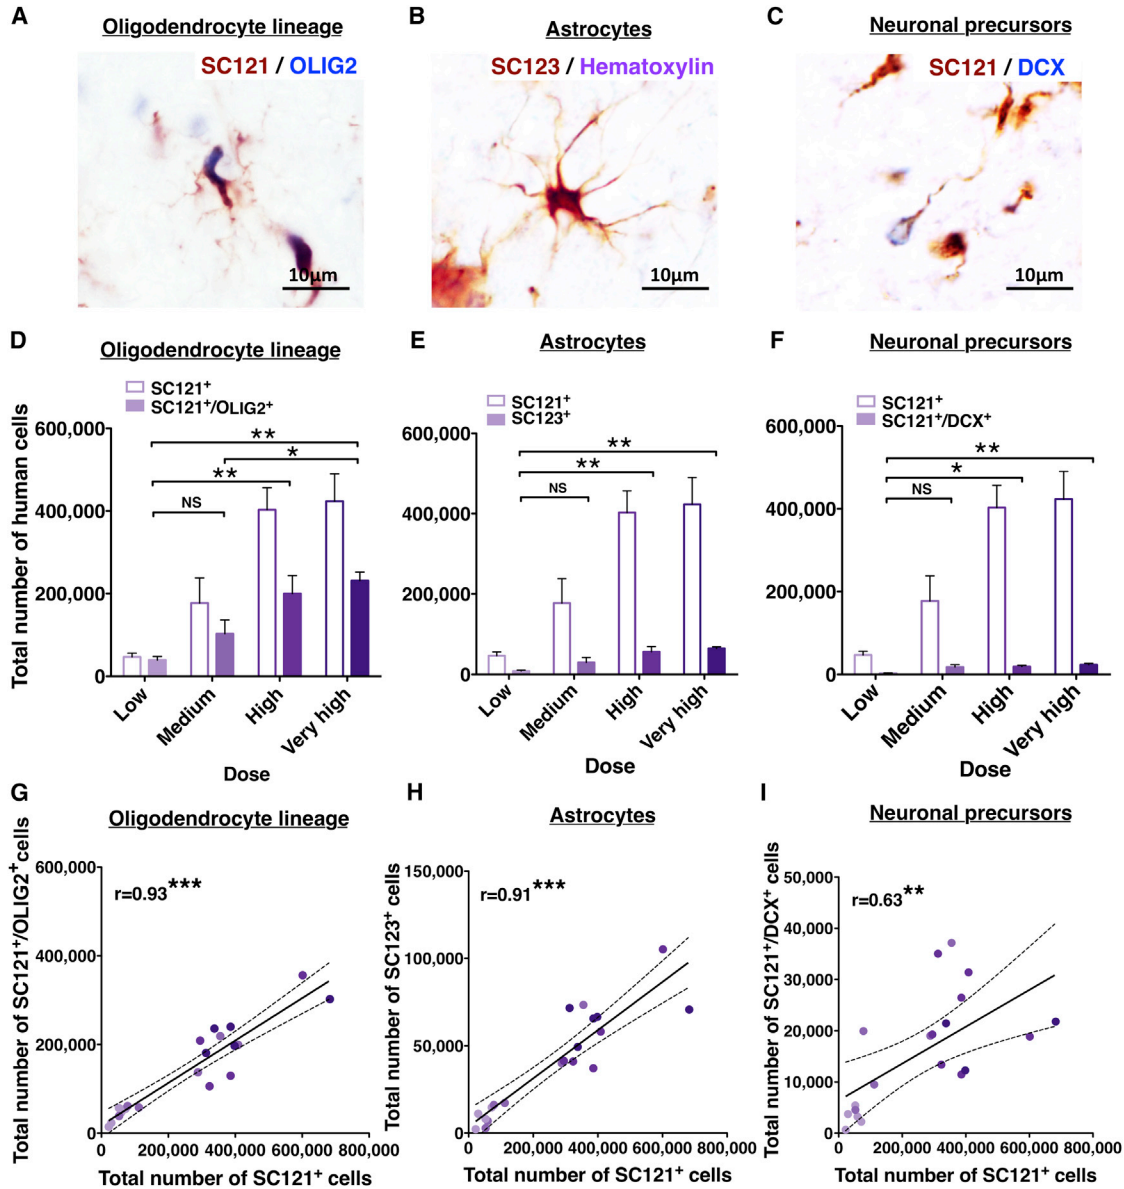 A
Oligodendrocyte lineage
SC121 / OLIG2
10μm
B
Astrocytes
SC123 / Hematoxylin
10μm
C
Neuronal precursors
SC121 / DCX
10μm
D
Oligodendrocyte lineage
SC121⁺
SC121⁺/OLIG2⁺
Total number of human cells
600,000
400,000
200,000
0
**
*
**
NS
Low
Medium
High
Very high
Dose
E
Astrocytes
SC121⁺
SC123⁺
600,000
400,000
200,000
0
**
**
NS
Low
Medium
High
Very high
Dose
F
Neuronal precursors
SC121⁺
SC121⁺/DCX⁺
600,000
400,000
200,000
0
**
*
NS
Low
Medium
High
Very high
Dose
G
Oligodendrocyte lineage
Total number of SC121⁺/OLIG2⁺cells
r=0.93***
600,000
400,000
200,000
0
0
200,000
400,000
600,000
800,000
Total number of SC121⁺ cells
H
Astrocytes
Total number of SC123⁺ cells
r=0.91***
150,000
100,000
50,000
0
0
200,000
400,000
600,000
800,000
Total number of SC121⁺ cells
I
Neuronal precursors
Total number of SC121⁺/DCX⁺ cells
r=0.63**
50,000
40,000
30,000
20,000
10,000
0
0
200,000
400,000
600,000
800,000
Total number of SC121⁺ cells